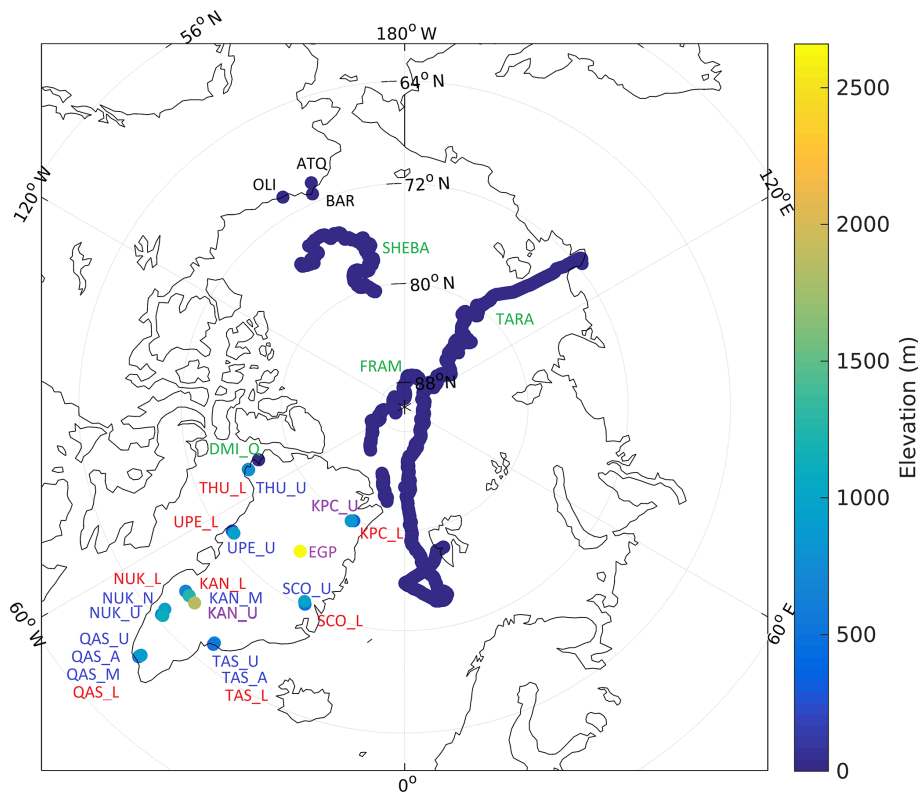 56° N
180° W
64° N
120° W
120° E
ATQ
OLI
BAR
72° N
SHEBA
80° N
TARA
FRAM
88° N
DMI_Q
THU_L
THU_U
KPC_U
UPE_L
KPC_L
UPE_U
EGP
NUK_L
KAN_L
SCO_U
NUK_N
KAN_M
NUK_U
KAN_U
SCO_L
60° W
60° E
QAS_U
QAS_A
TAS_U
QAS_M
TAS_A
QAS_L
TAS_L
0°
2500
2000
1500
1000
500
0
Elevation (m)